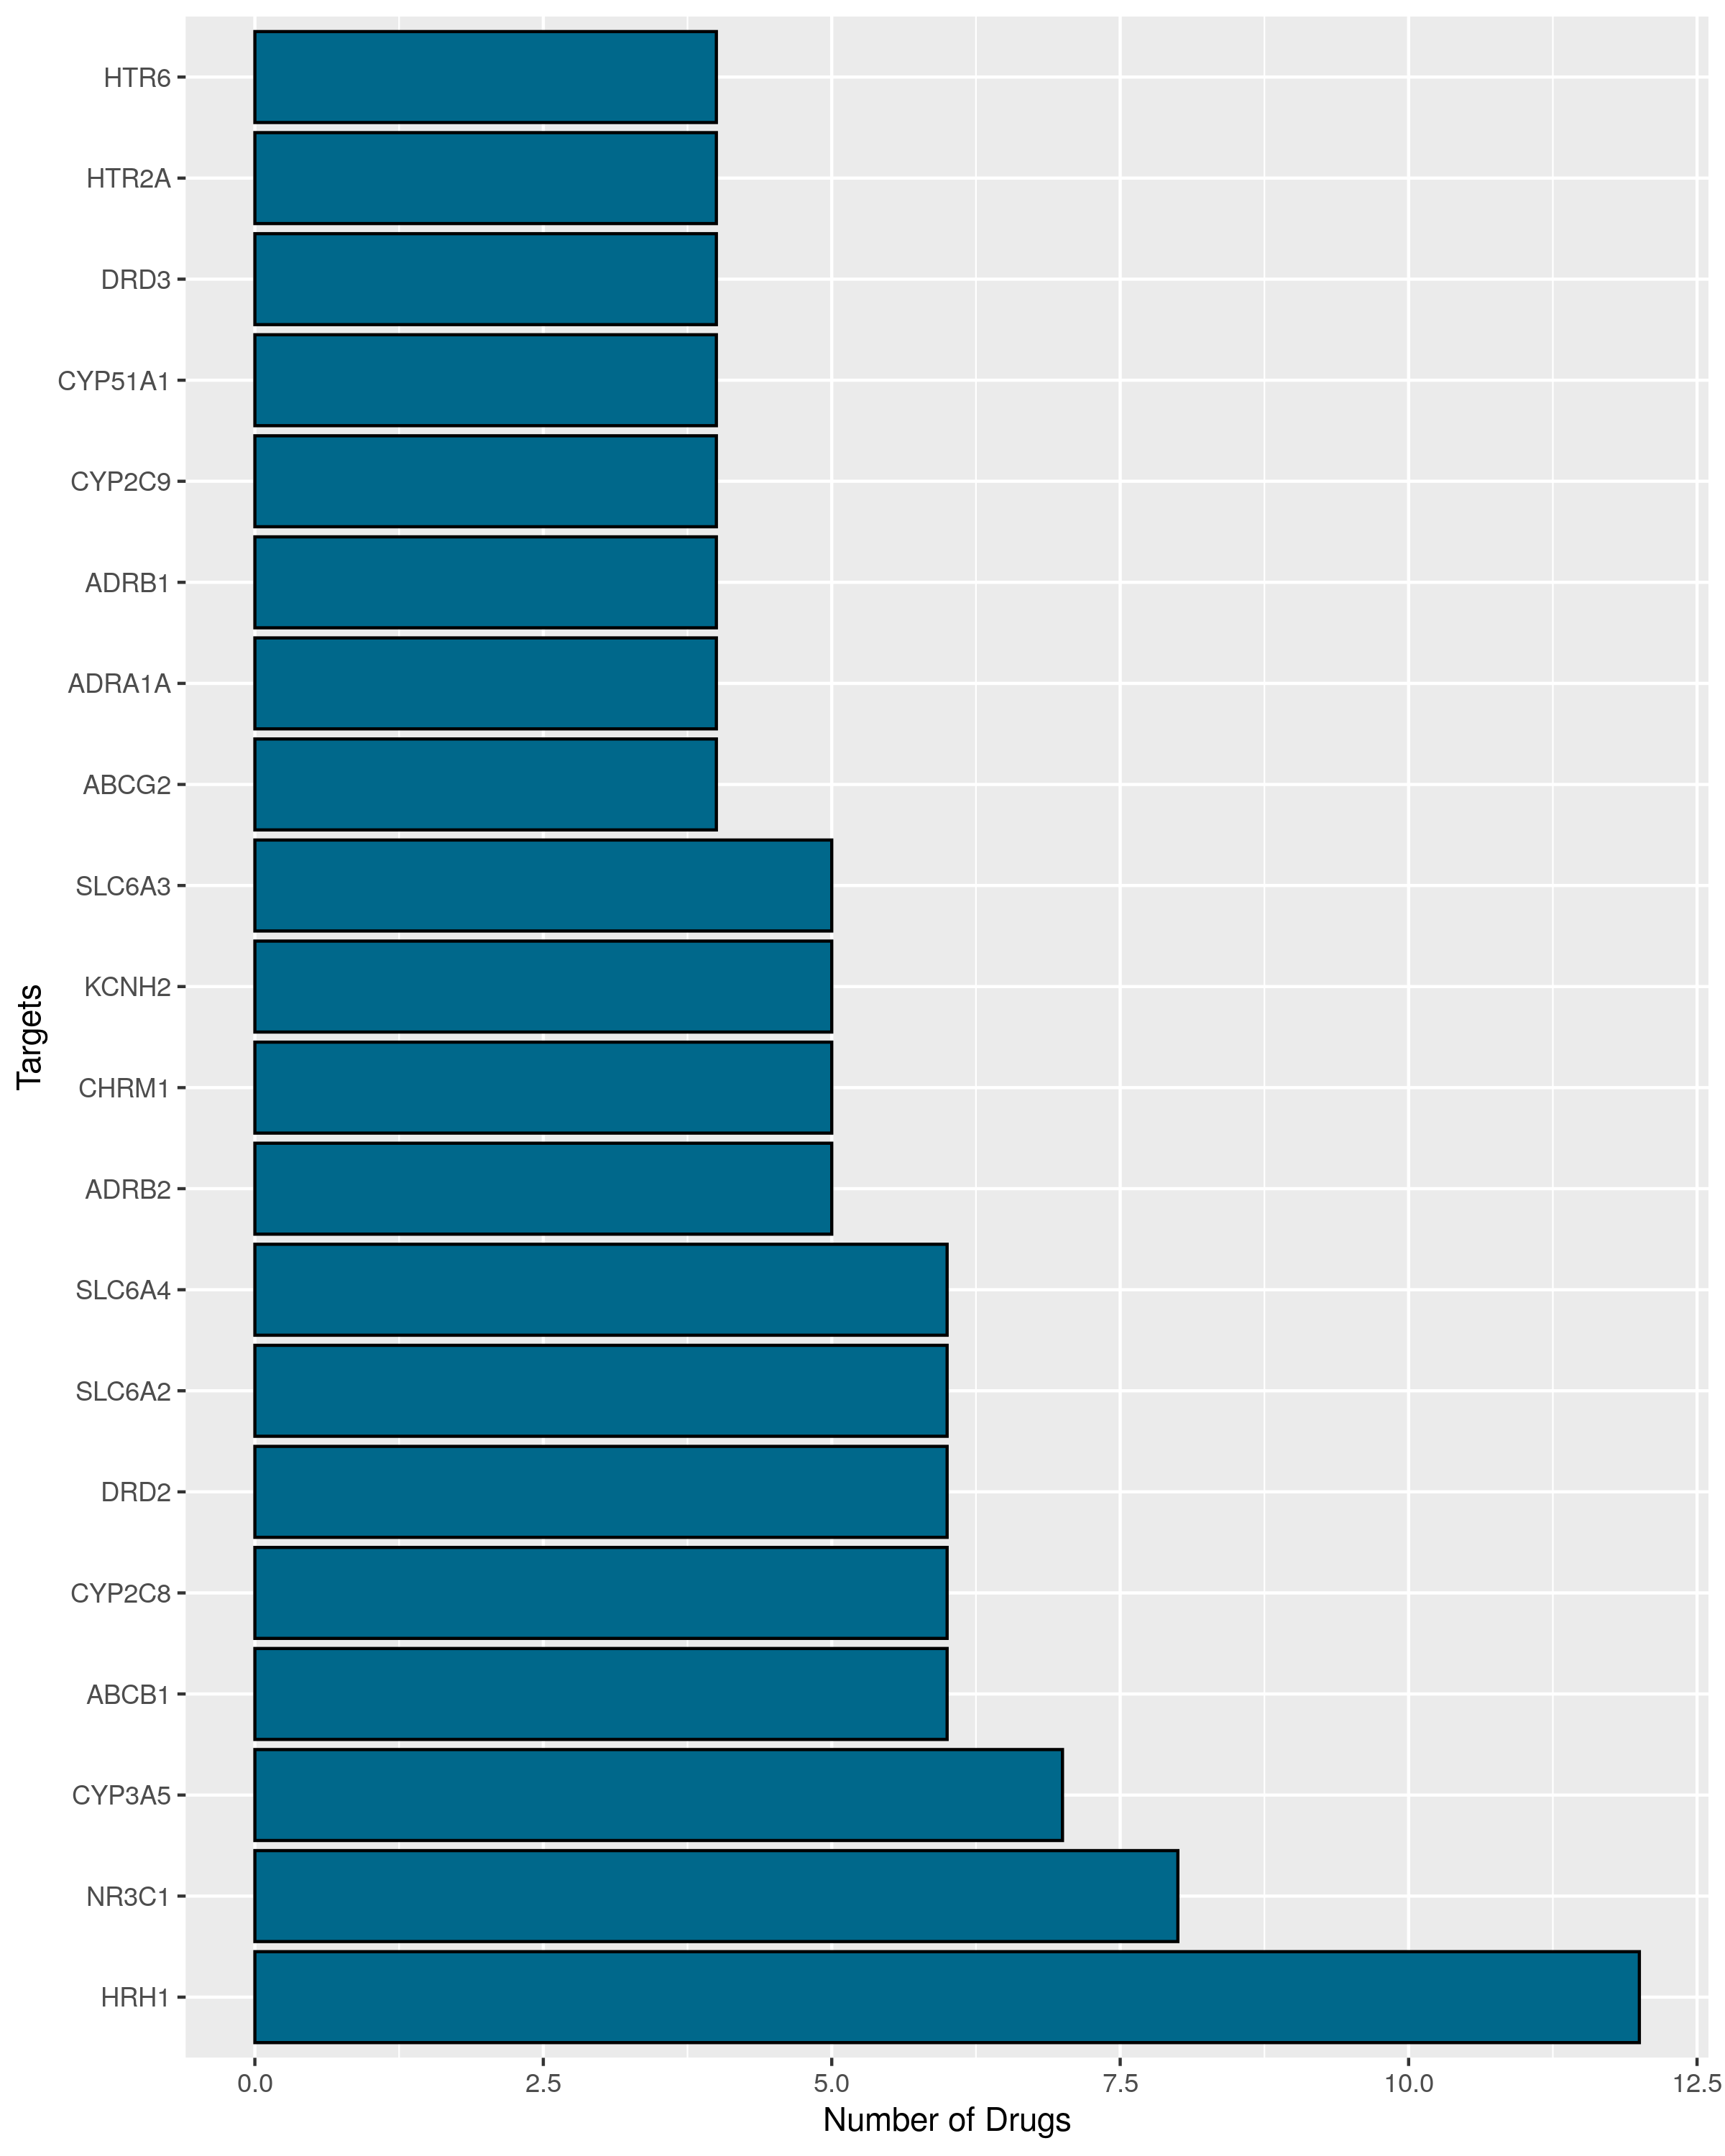 HTR6
HTR2A
DRD3
CYP51A1
CYP2C9
ADRB1
ADRA1A
ABCG2
SLC6A3
KCNH2
CHRM1
ADRB2
SLC6A4
SLC6A2
DRD2
CYP2C8
ABCB1
CYP3A5
NR3C1
HRH1
Targets
0.0 2.5 5.0 7.5 10.0 12.5
Number of Drugs